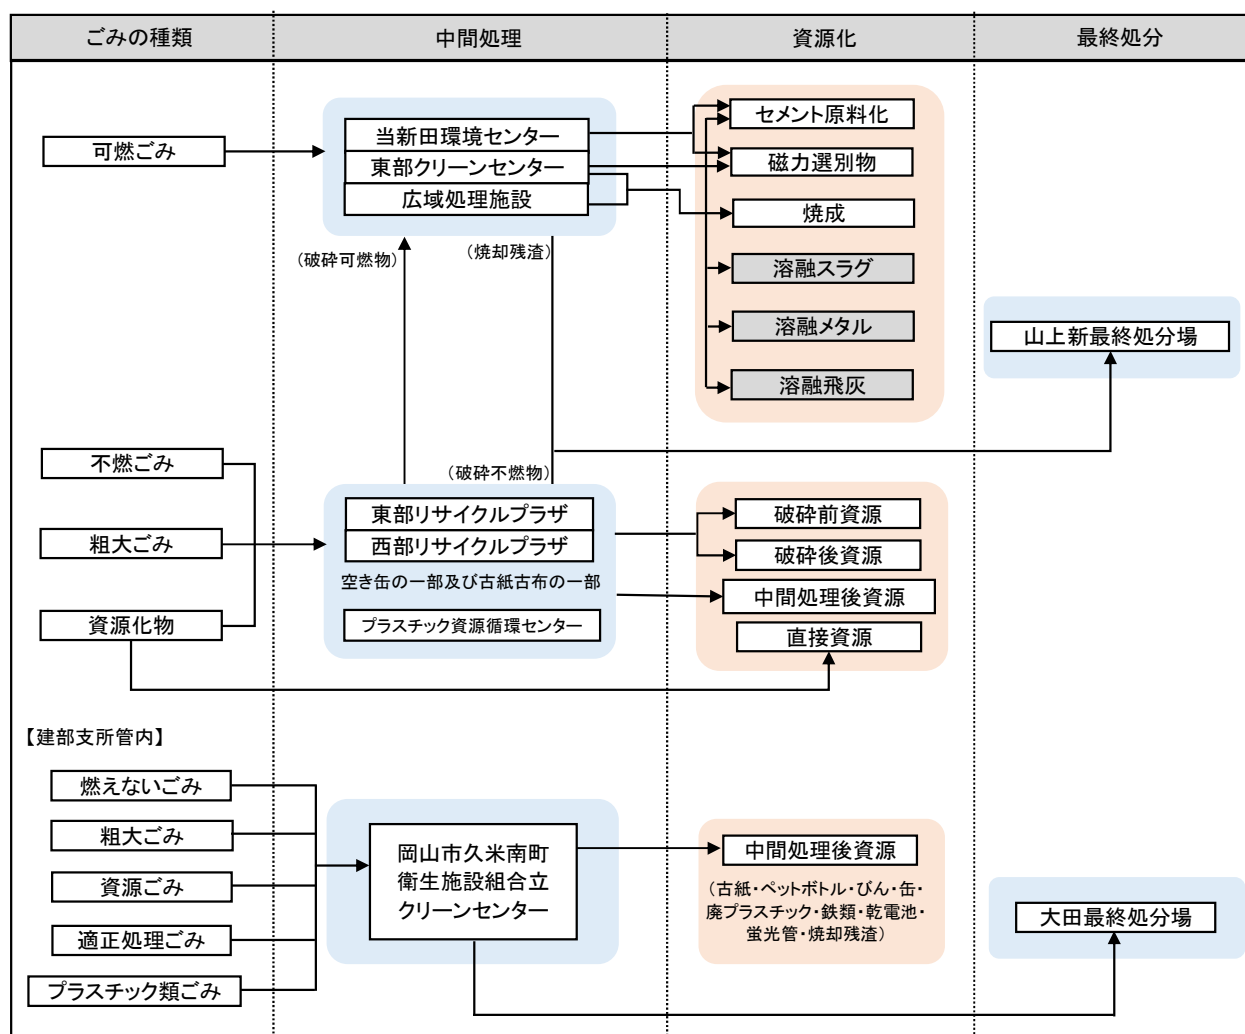 ごみの種類
中間処理
資源化
最終処分
可燃ごみ
当新田環境センター
東部クリーンセンター
広域処理施設
セメント原料化
磁力選別物
焼成
溶融スラグ
溶融メタル
溶融飛灰
(破砕可燃物)
(焼却残渣)
山上新最終処分場
不燃ごみ
粗大ごみ
資源化物
(破砕不燃物)
東部リサイクルプラザ
西部リサイクルプラザ
空き缶の一部及び古紙古布の一部
プラスチック資源循環センター
破砕前資源
破砕後資源
中間処理後資源
直接資源
【建部支所管内】
燃えないごみ
粗大ごみ
資源ごみ
適正処理ごみ
プラスチック類ごみ
岡山市久米南町
衛生施設組合立
クリーンセンター
中間処理後資源
(古紙・ペットボトル・びん・缶・
廃プラスチック・鉄類・乾電池・
蛍光管・焼却残渣)
大田最終処分場